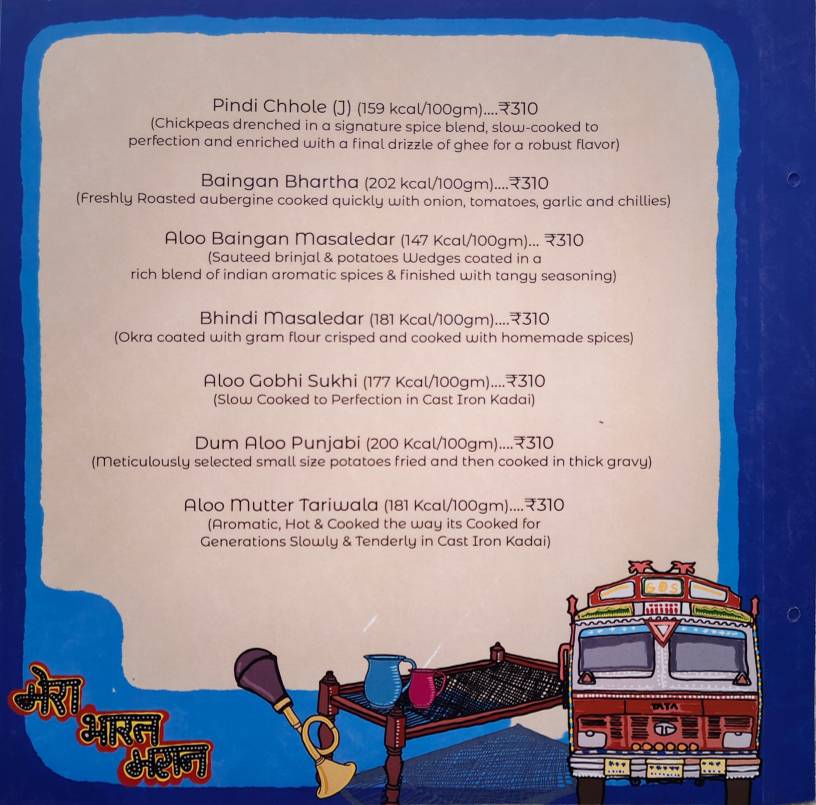 Pindi Chhole (J) (159 kcal/100gm)....₹310
(Chickpeas drenched in a signature spice blend, slow-cooked to
perfection and enriched with a final drizzle of ghee for a robust flavor)
Baingan Bhartha (202 kcal/100gm)....₹310
(Freshly Roasted aubergine cooked quickly with onion, tomatoes, garlic and chillies)
Aloo Baingan Masaledar (147 Kcal/100gm)... ₹310
(Sauteed brinjal & potatoes Wedges coated in a
rich blend of indian aromatic spices & finished with tangy seasoning)
Bhindi Masaledar (181 Kcal/100gm)....₹310
(Okra coated with gram flour crisped and cooked with homemade spices)
Aloo Gobhi Sukhi (177 Kcal/100gm)....₹310
(Slow Cooked to Perfection in Cast Iron Kadai)
Dum Aloo Punjabi (200 Kcal/100gm)....₹310
(Meticulously selected small size potatoes fried and then cooked in thick gravy)
Aloo Mutter Tariwala (181 Kcal/100gm)....₹310
(Aromatic, Hot & Cooked the way its Cooked for
Generations Slowly & Tenderly in Cast Iron Kadai)
मेरा
भारत
महान
TATA